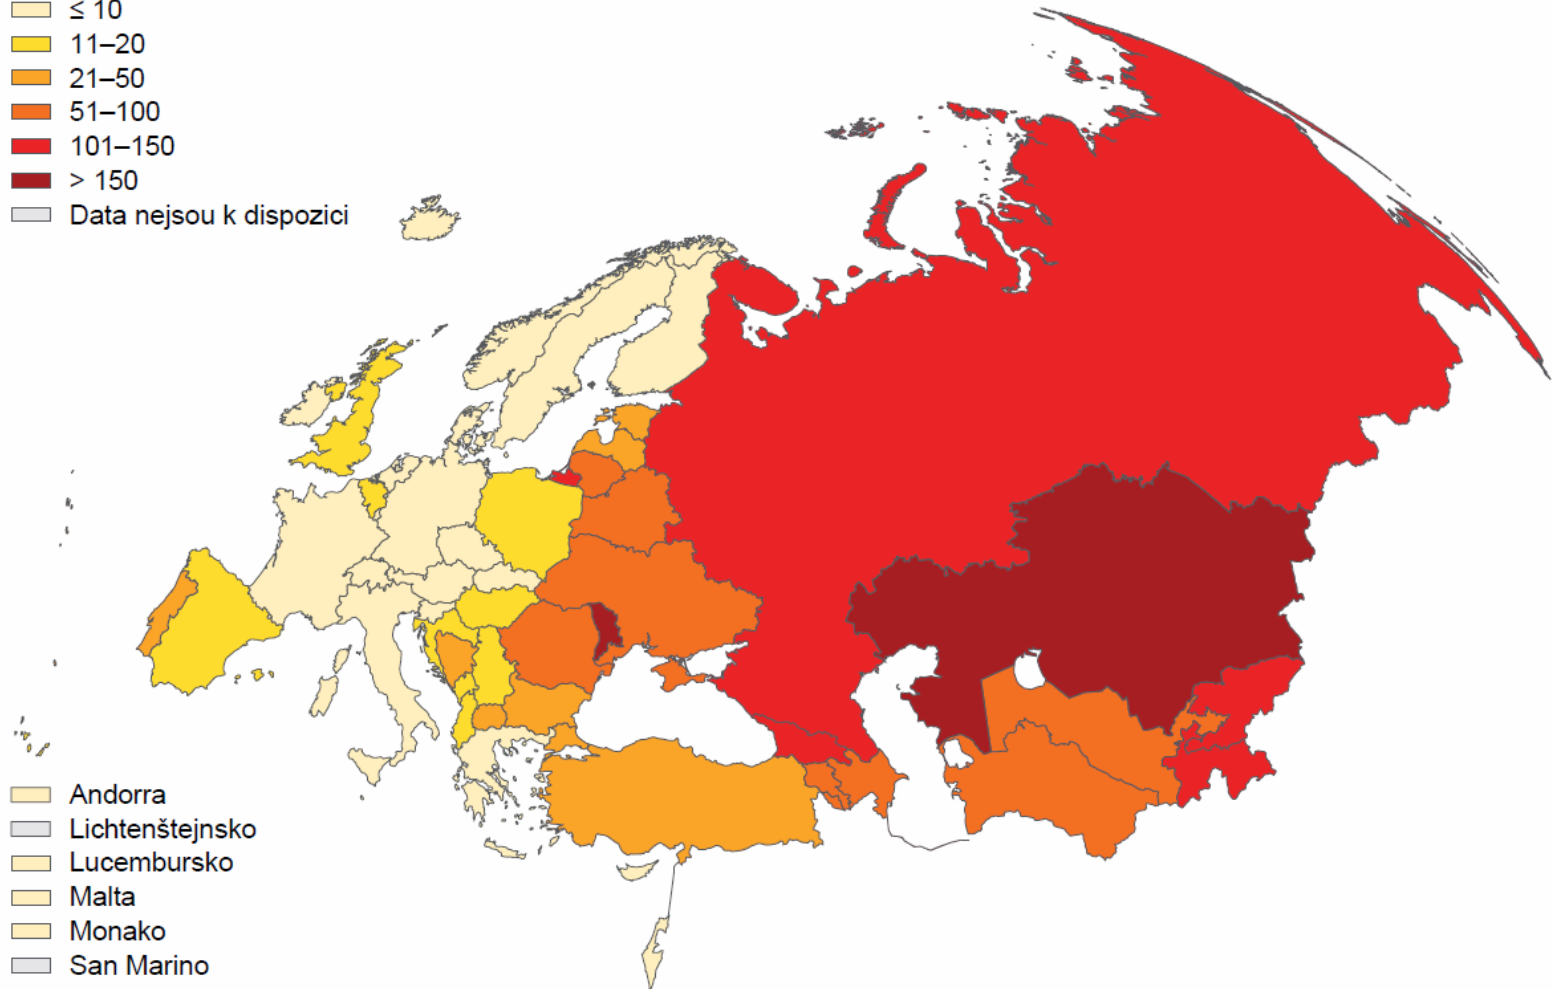 ≤ 10
11–20
21–50
51–100
101–150
> 150
Data nejsou k dispozici
Andorra
Lichtenštejnsko
Lucembursko
Malta
Monako
San Marino